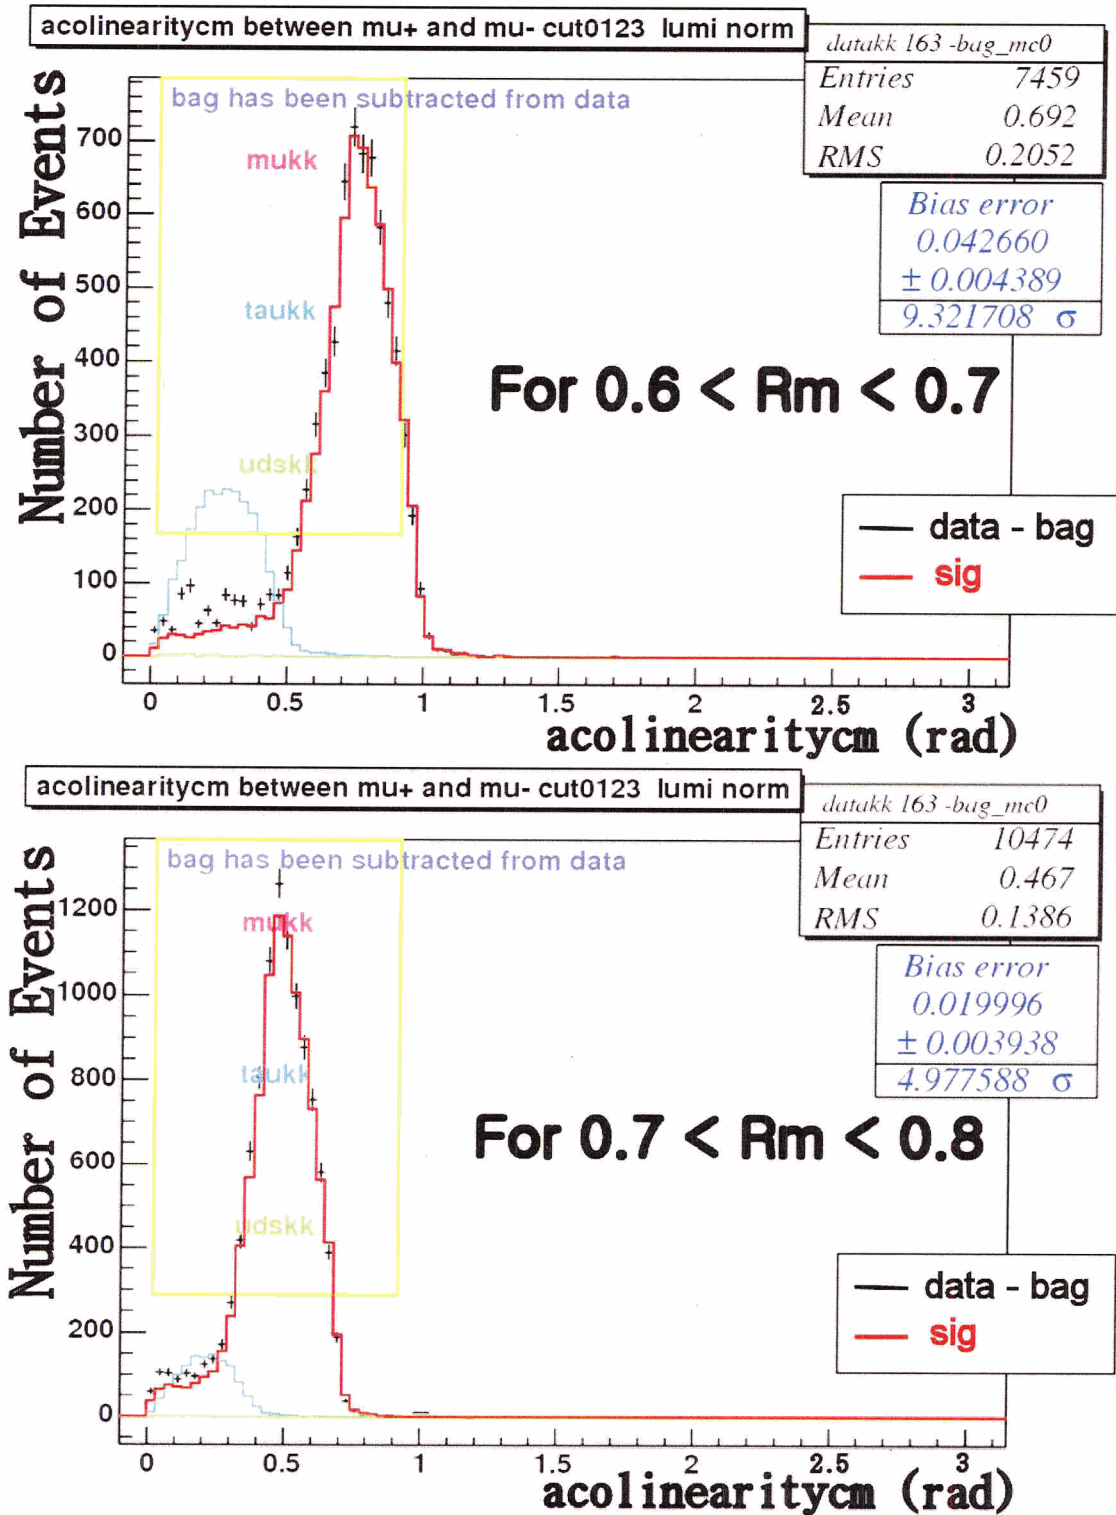 acolinearitycm between mu+ and mu- cut0123 lumi norm
datakk 163 -bag_mc0
Entries 7459
Mean 0.692
RMS 0.2052
Bias error
0.042660
± 0.004389
9.321708 σ
bag has been subtracted from data
mukk
taukk
udskk
For 0.6 < Rm < 0.7
data - bag
sig
Number of Events
700
600
500
400
300
200
100
0
0 0.5 1 1.5 2 2.5 3
acolinearitycm (rad)
acolinearitycm between mu+ and mu- cut0123 lumi norm
datakk 163 -bag_mc0
Entries 10474
Mean 0.467
RMS 0.1386
Bias error
0.019996
± 0.003938
4.977588 σ
bag has been subtracted from data
mukk
taukk
udskk
For 0.7 < Rm < 0.8
data - bag
sig
Number of Events
1200
1000
800
600
400
200
0
0 0.5 1 1.5 2 2.5 3
acolinearitycm (rad)